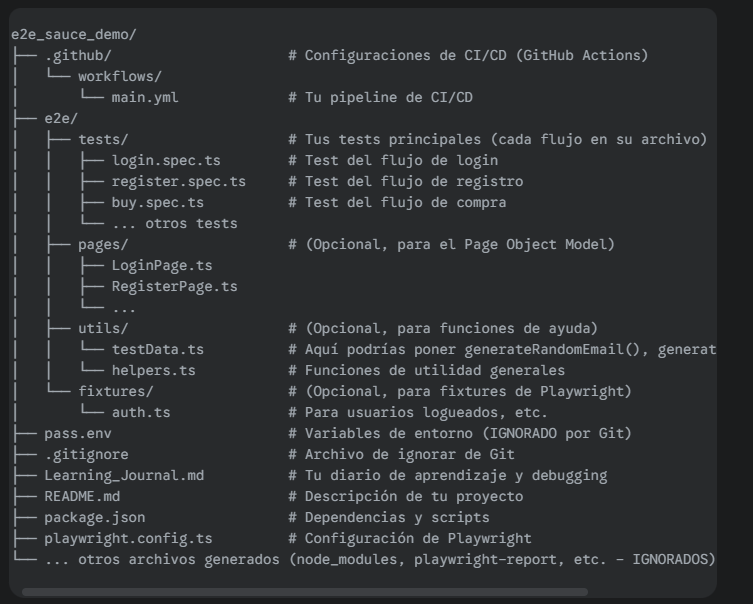 e2e_sauce_demo/
├── .github/                     # Configuraciones de CI/CD (GitHub Actions)
│   └── workflows/
│       └── main.yml             # Tu pipeline de CI/CD
├── e2e/
│   ├── tests/                   # Tus tests principales (cada flujo en su archivo)
│   │   ├── login.spec.ts        # Test del flujo de login
│   │   ├── register.spec.ts     # Test del flujo de registro
│   │   ├── buy.spec.ts          # Test del flujo de compra
│   │   └── ... otros tests
│   ├── pages/                   # (Opcional, para el Page Object Model)
│   │   ├── LoginPage.ts
│   │   ├── RegisterPage.ts
│   │   └── ...
│   ├── utils/                   # (Opcional, para funciones de ayuda)
│   │   └── testData.ts          # Aquí podrías poner generateRandomEmail(), generat
│   │   └── helpers.ts           # Funciones de utilidad generales
│   └── fixtures/                # (Opcional, para fixtures de Playwright)
│       └── auth.ts              # Para usuarios logueados, etc.
├── pass.env                     # Variables de entorno (IGNORADO por Git)
├── .gitignore                   # Archivo de ignorar de Git
├── Learning_Journal.md          # Tu diario de aprendizaje y debugging
├── README.md                    # Descripción de tu proyecto
├── package.json                 # Dependencias y scripts
├── playwright.config.ts         # Configuración de Playwright
└── ... otros archivos generados (node_modules, playwright-report, etc. - IGNORADOS)